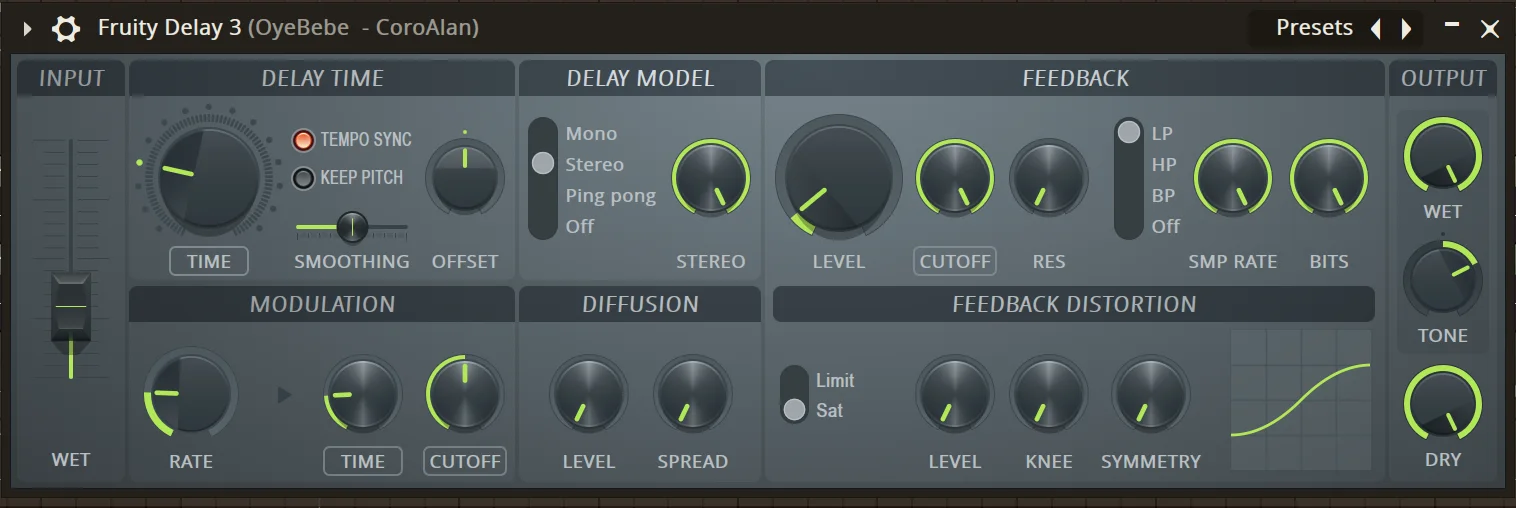 Fruity Delay 3 (OyeBebe - CoroAlan)
Presets
INPUT
DELAY TIME
DELAY MODEL
FEEDBACK
OUTPUT
TEMPO SYNC
KEEP PITCH
TIME
SMOOTHING
OFFSET
Mono
Stereo
Ping pong
Off
STEREO
LEVEL
CUTOFF
RES
LP
HP
BP
Off
SMP RATE
BITS
WET
TONE
DRY
WET
MODULATION
RATE
TIME
CUTOFF
DIFFUSION
LEVEL
SPREAD
FEEDBACK DISTORTION
Limit
Sat
LEVEL
KNEE
SYMMETRY